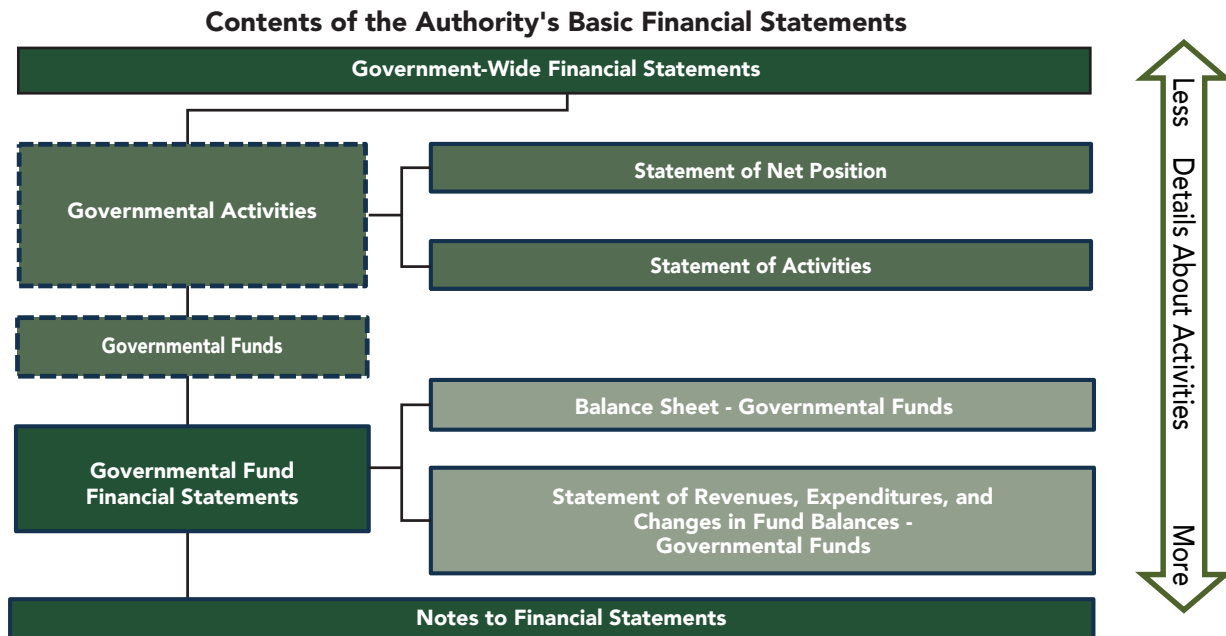 Contents of the Authority's Basic Financial Statements
Government-Wide Financial Statements
Governmental Activities
Statement of Net Position
Statement of Activities
Governmental Funds
Governmental Fund
Financial Statements
Balance Sheet - Governmental Funds
Statement of Revenues, Expenditures, and
Changes in Fund Balances -
Governmental Funds
Notes to Financial Statements
Less Details About Activities More